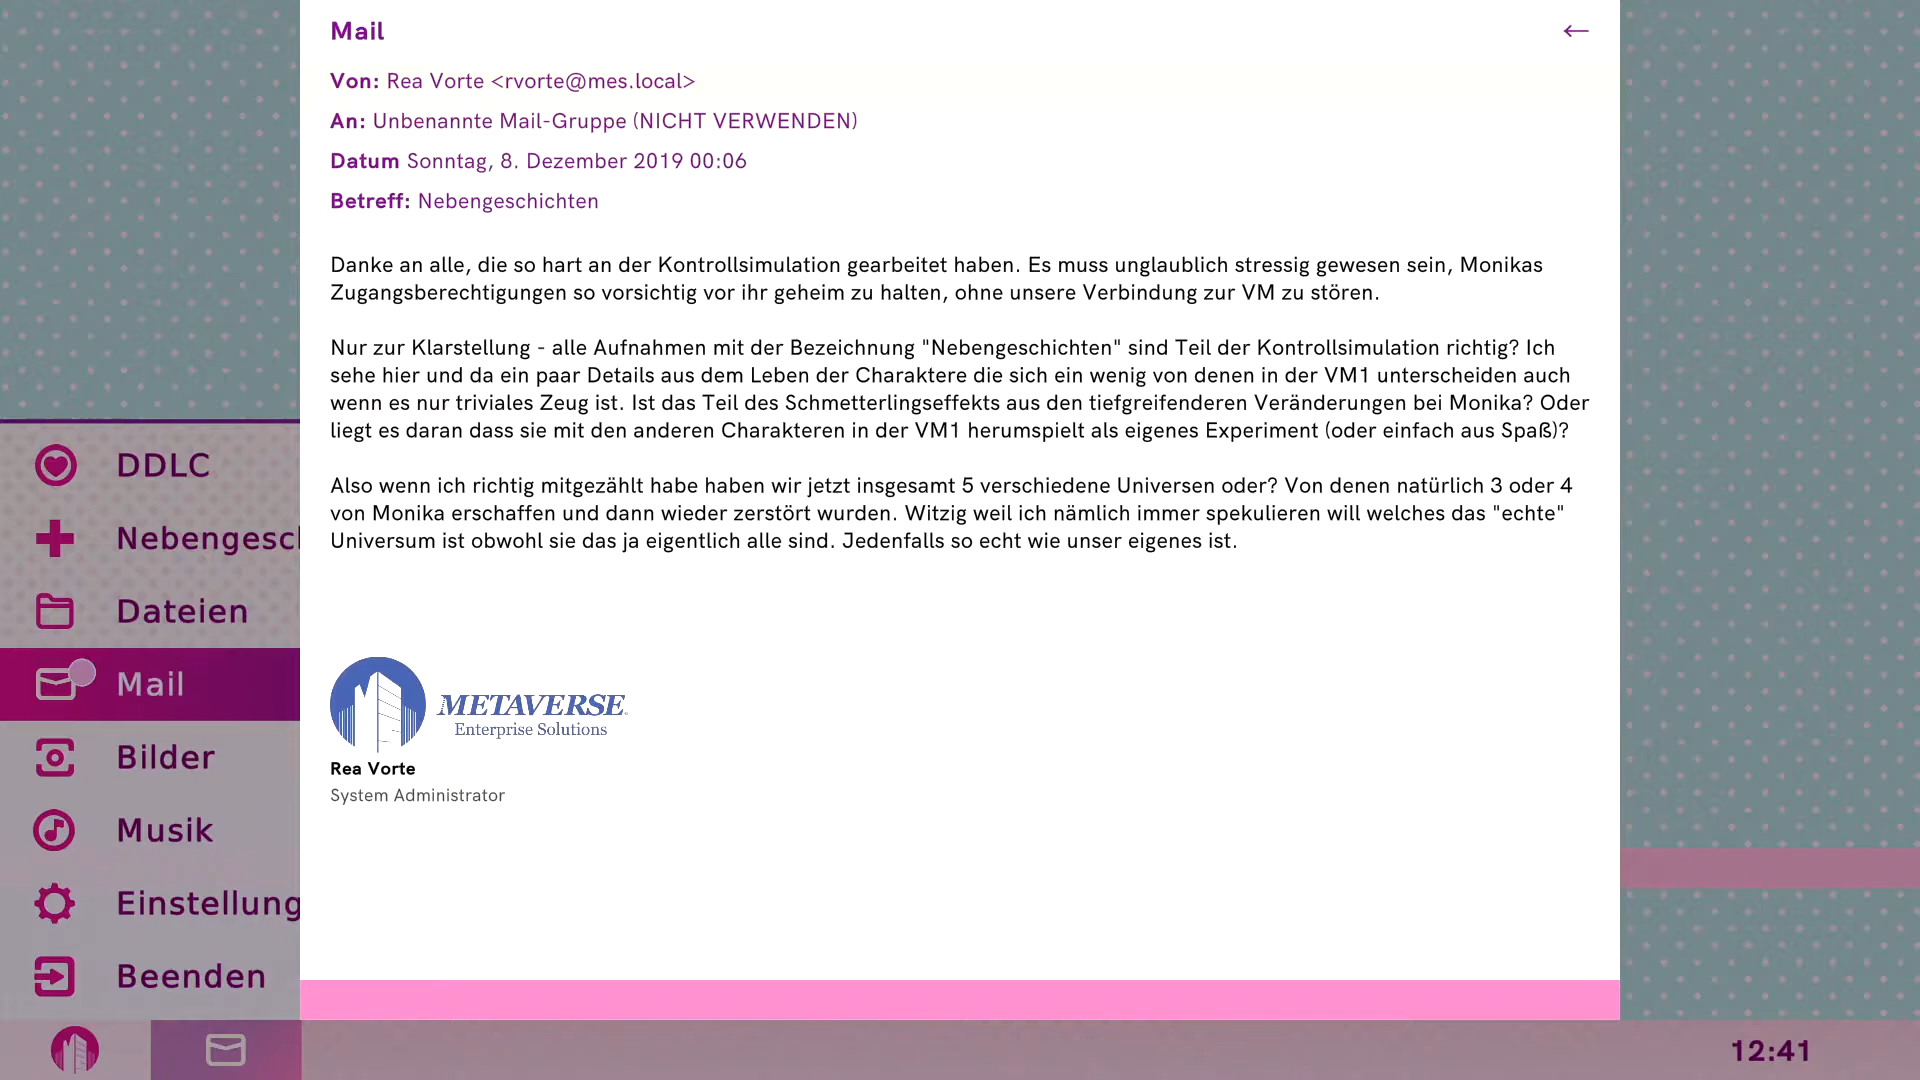 Mail
←
Von: Rea Vorte <rvorte@mes.local>
An: Unbenannte Mail-Gruppe (NICHT VERWENDEN)
Datum Sonntag, 8. Dezember 2019 00:06
Betreff: Nebengeschichten
Danke an alle, die so hart an der Kontrollsimulation gearbeitet haben. Es muss unglaublich stressig gewesen sein, Monikas
Zugangsberechtigungen so vorsichtig vor ihr geheim zu halten, ohne unsere Verbindung zur VM zu stören.
Nur zur Klarstellung - alle Aufnahmen mit der Bezeichnung "Nebengeschichten" sind Teil der Kontrollsimulation richtig? Ich
sehe hier und da ein paar Details aus dem Leben der Charaktere die sich ein wenig von denen in der VM1 unterscheiden auch
wenn es nur triviales Zeug ist. Ist das Teil des Schmetterlingseffekts aus den tiefgreifenderen Veränderungen bei Monika? Oder
liegt es daran dass sie mit den anderen Charakteren in der VM1 herumspielt als eigenes Experiment (oder einfach aus Spaß)?
Also wenn ich richtig mitgezählt habe haben wir jetzt insgesamt 5 verschiedene Universen oder? Von denen natürlich 3 oder 4
von Monika erschaffen und dann wieder zerstört wurden. Witzig weil ich nämlich immer spekulieren will welches das "echte"
Universum ist obwohl sie das ja eigentlich alle sind. Jedenfalls so echt wie unser eigenes ist.
METAVERSE
Enterprise Solutions
Rea Vorte
System Administrator
DDLC
Nebengesch
Dateien
Mail
Bilder
Musik
Einstellung
Beenden
12:41